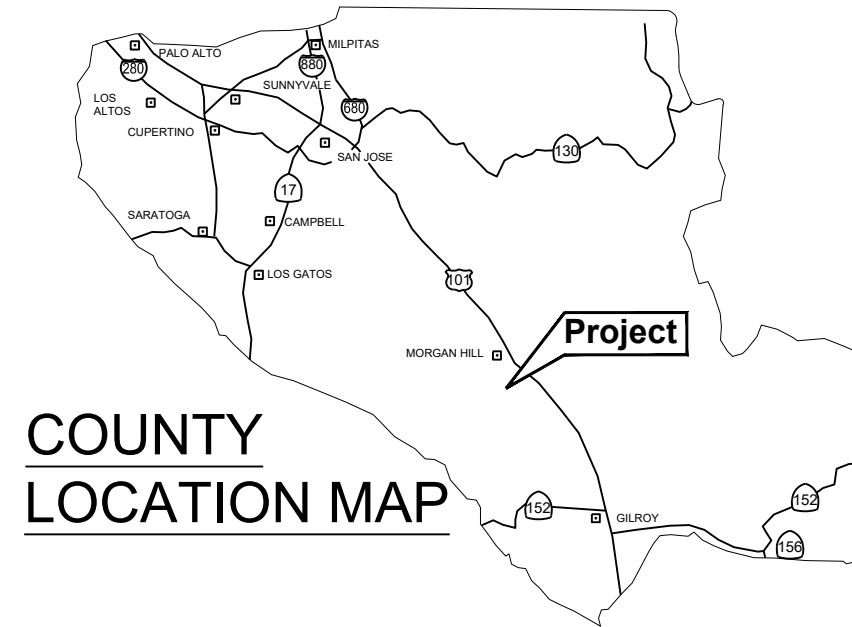 MILPITAS
PALO ALTO
880
280
SUNNYVALE
LOS
ALTOS
680
CUPERTINO
SAN JOSE
130
17
SARATOGA
CAMPBELL
LOS GATOS
101
Project
MORGAN HILL
COUNTY
LOCATION MAP
152
152
GILROY
156